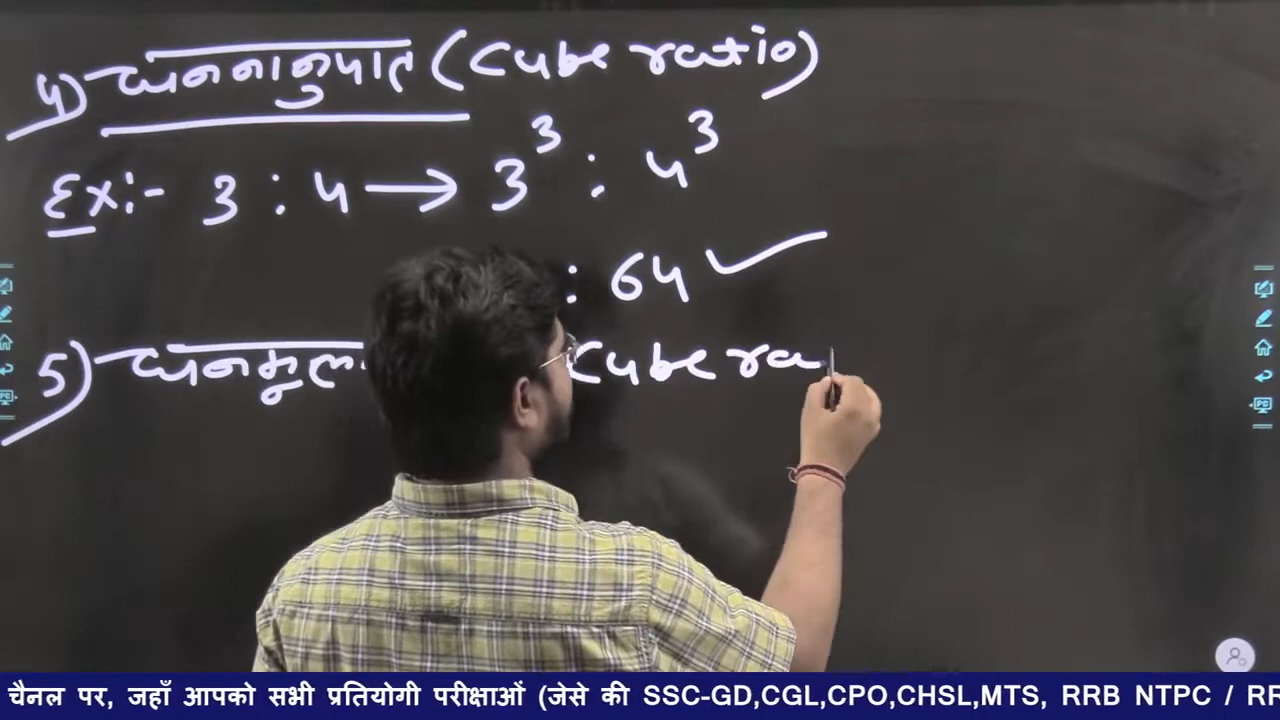 4) घनानुपात (Cube ratio)
Ex:- 3 : 4 → 3³ : 4³
: 64 ✓
5) घनमूल Cube ra
चैनल पर, जहाँ आपको सभी प्रतियोगी परीक्षाओं (जेसे की SSC-GD,CGL,CPO,CHSL,MTS, RRB NTPC / RF